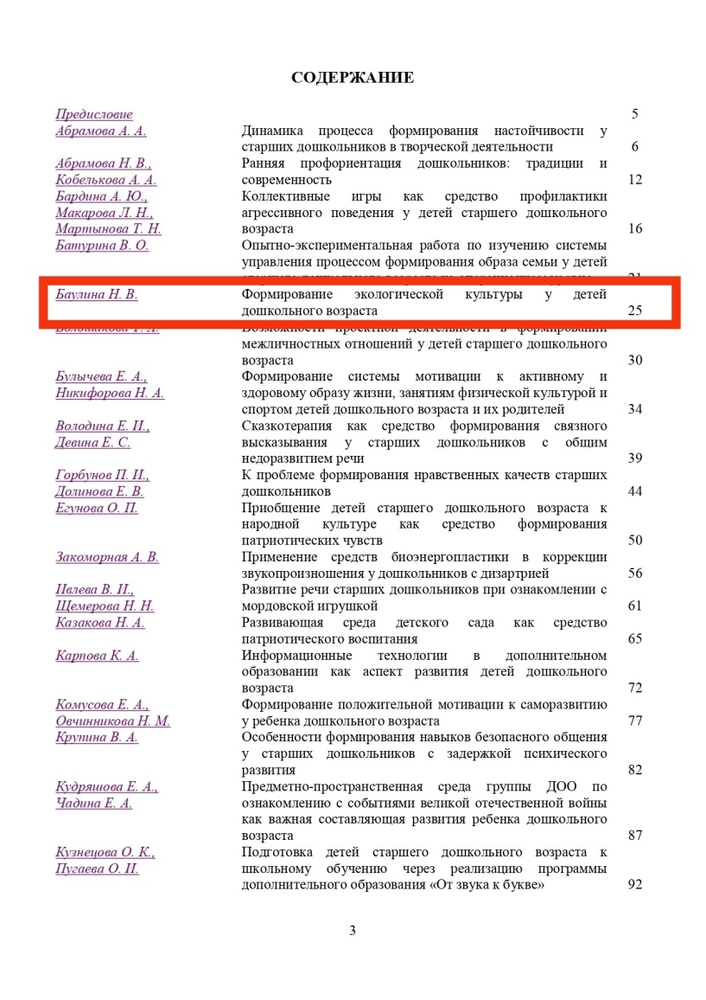 СОДЕРЖАНИЕ
Предисловие 5
Абрамова А. А. Динамика процесса формирования настойчивости у
старших дошкольников в творческой деятельности 6
Абрамова Н. В., Ранняя профориентация дошкольников: традиции и
Кобелькова А. А. современность 12
Бардина А. Ю., Коллективные игры как средство профилактики
Макарова Л. Н., агрессивного поведения у детей старшего дошкольного
Мартынова Т. Н. возраста 16
Батурина В. О. Опытно-экспериментальная работа по изучению системы
управления процессом формирования образа семьи у детей
21
Баулина Н. В. Формирование экологической культуры у детей
дошкольного возраста 25
Возможности проектной деятельности в формировании
межличностных отношений у детей старшего дошкольного
возраста 30
Булычева Е. А., Формирование системы мотивации к активному и
Никифорова Н. А. здоровому образу жизни, занятиям физической культурой и
спортом детей дошкольного возраста и их родителей 34
Володина Е. И., Сказкотерапия как средство формирования связного
Девина Е. С. высказывания у старших дошкольников с общим
недоразвитием речи 39
Горбунов П. И., К проблеме формирования нравственных качеств старших
Долинова Е. В. дошкольников 44
Егунова О. П. Приобщение детей старшего дошкольного возраста к
народной культуре как средство формирования
патриотических чувств 50
Закоморная А. В. Применение средств биоэнергопластики в коррекции
звукопроизношения у дошкольников с дизартрией 56
Ивлева В. И., Развитие речи старших дошкольников при ознакомлении с
Щемерова Н. Н. мордовской игрушкой 61
Казакова Н. А. Развивающая среда детского сада как средство
патриотического воспитания 65
Карпова К. А. Информационные технологии в дополнительном
образовании как аспект развития детей дошкольного
возраста 72
Комусова Е. А., Формирование положительной мотивации к саморазвитию
Овчинникова Н. М. у ребенка дошкольного возраста 77
Крупина В. А. Особенности формирования навыков безопасного общения
у старших дошкольников с задержкой психического
развития 82
Кудряшова Е. А., Предметно-пространственная среда группы ДОО по
Чадина Е. А. ознакомлению с событиями великой отечественной войны
как важная составляющая развития ребенка дошкольного
возраста 87
Кузнецова О. К., Подготовка детей старшего дошкольного возраста к
Пугаева О. И. школьному обучению через реализацию программы
дополнительного образования «От звука к букве» 92
3